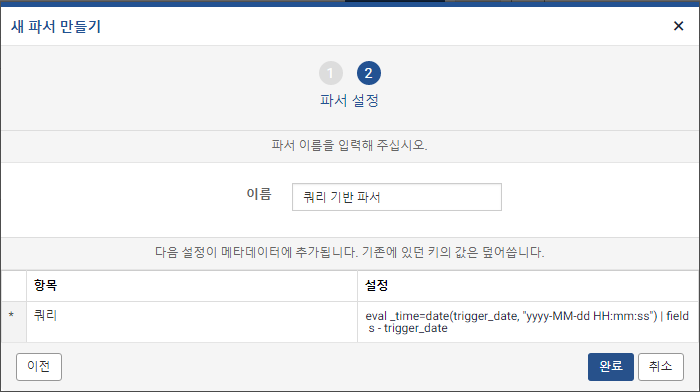 새 파서 만들기 ×
1 2
파서 설정
파서 이름을 입력해 주십시오.
이름 쿼리 기반 파서
다음 설정이 메타데이터에 추가됩니다. 기존에 있던 키의 값은 덮어씁니다.
항목 설정
* 쿼리 eval _time=date(trigger_date, "yyyy-MM-dd HH:mm:ss") | field
s - trigger_date
이전 완료 취소